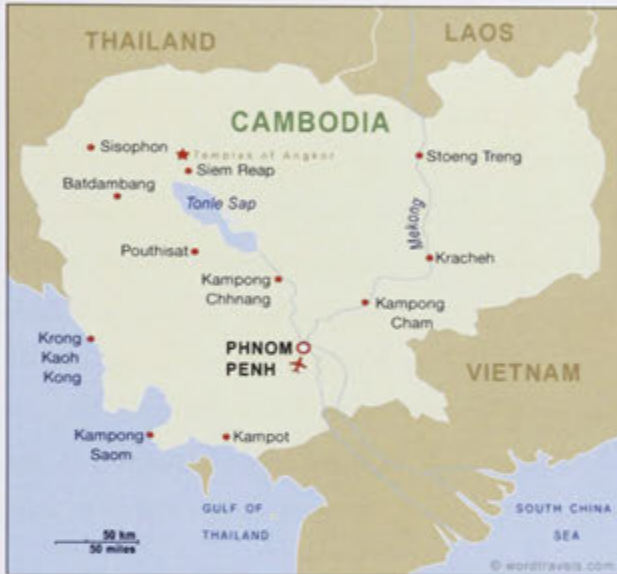 THAILAND
LAOS
CAMBODIA
Sisophon
Temples of Angkor
Siem Reap
Stoeng Treng
Batdambang
Tonle Sap
Mekong
Pouthisat
Kracheh
Kampong
Chhnang
Kampong
Cham
Krong
Kaoh
Kong
PHNOM
PENH
VIETNAM
Kampong
Saom
Kampot
GULF OF
THAILAND
SOUTH CHINA
SEA
50 km
50 miles
© wordtravels.com